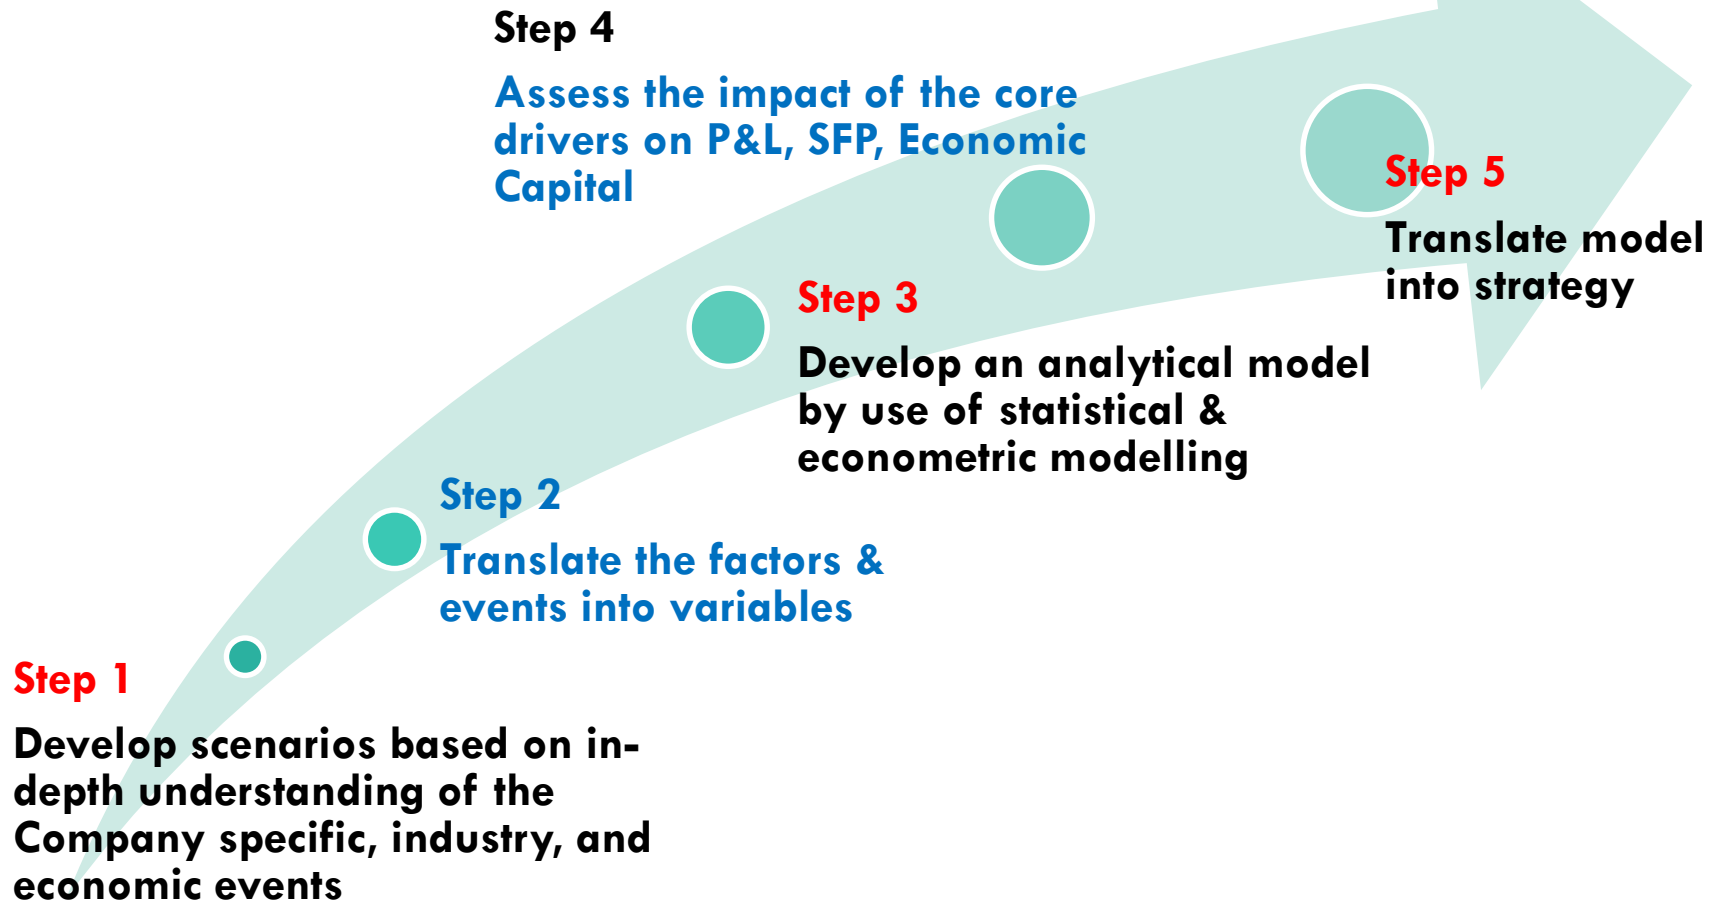 Step 1
Develop scenarios based on in-
depth understanding of the
Company specific, industry, and
economic events
Step 2
Translate the factors &
events into variables
Step 3
Develop an analytical model
by use of statistical &
econometric modelling
Step 4
Assess the impact of the core
drivers on P&L, SFP, Economic
Capital
Step 5
Translate model
into strategy